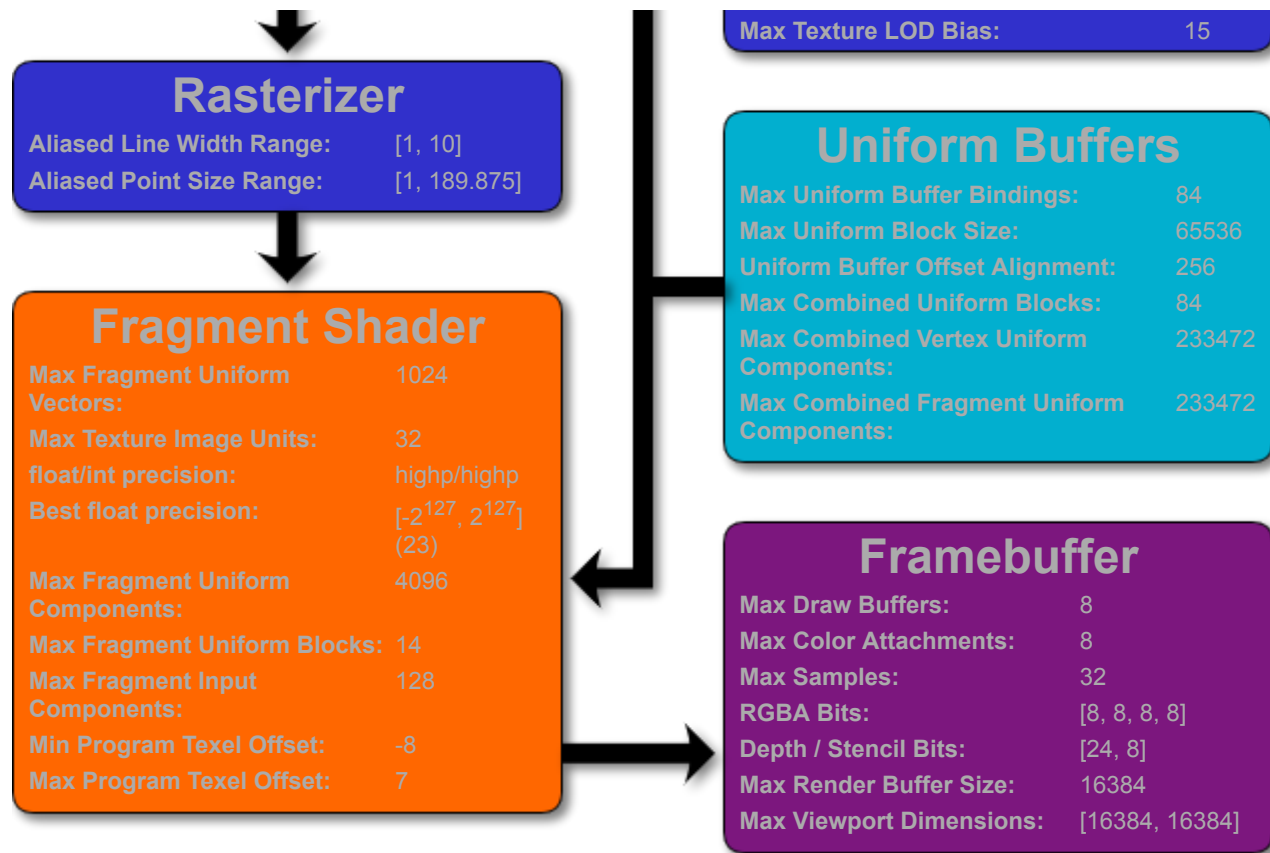 Max Texture LOD Bias: 15
Rasterizer
Aliased Line Width Range: [1, 10]
Aliased Point Size Range: [1, 189.875]
Fragment Shader
Max Fragment Uniform 1024
Vectors:
Max Texture Image Units: 32
float/int precision: highp/highp
Best float precision: [-2¹²⁷, 2¹²⁷]
(23)
Max Fragment Uniform 4096
Components:
Max Fragment Uniform Blocks: 14
Max Fragment Input 128
Components:
Min Program Texel Offset: -8
Max Program Texel Offset: 7
Uniform Buffers
Max Uniform Buffer Bindings: 84
Max Uniform Block Size: 65536
Uniform Buffer Offset Alignment: 256
Max Combined Uniform Blocks: 84
Max Combined Vertex Uniform 233472
Components:
Max Combined Fragment Uniform 233472
Components:
Framebuffer
Max Draw Buffers: 8
Max Color Attachments: 8
Max Samples: 32
RGBA Bits: [8, 8, 8, 8]
Depth / Stencil Bits: [24, 8]
Max Render Buffer Size: 16384
Max Viewport Dimensions: [16384, 16384]